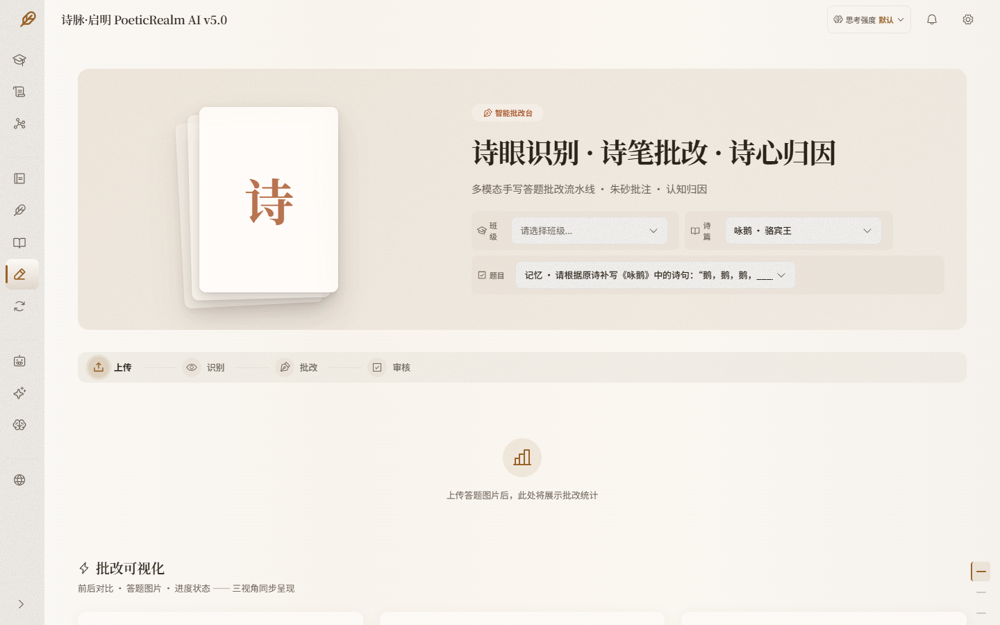 诗脉·启明 PoeticRealm AI v5.0
思考强度 默认
诗
智能批改台
诗眼识别 · 诗笔批改 · 诗心归因
多模态手写答题批改流水线 · 朱砂批注 · 认知归因
班级
请选择班级...
诗篇
咏鹅 · 骆宾王
题目
记忆 · 请根据原诗补写《咏鹅》中的诗句：“鹅，鹅，鹅，____
上传
识别
批改
审核
上传答题图片后，此处将展示批改统计
批改可视化
前后对比 · 答题图片 · 进度状态 —— 三视角同步呈现